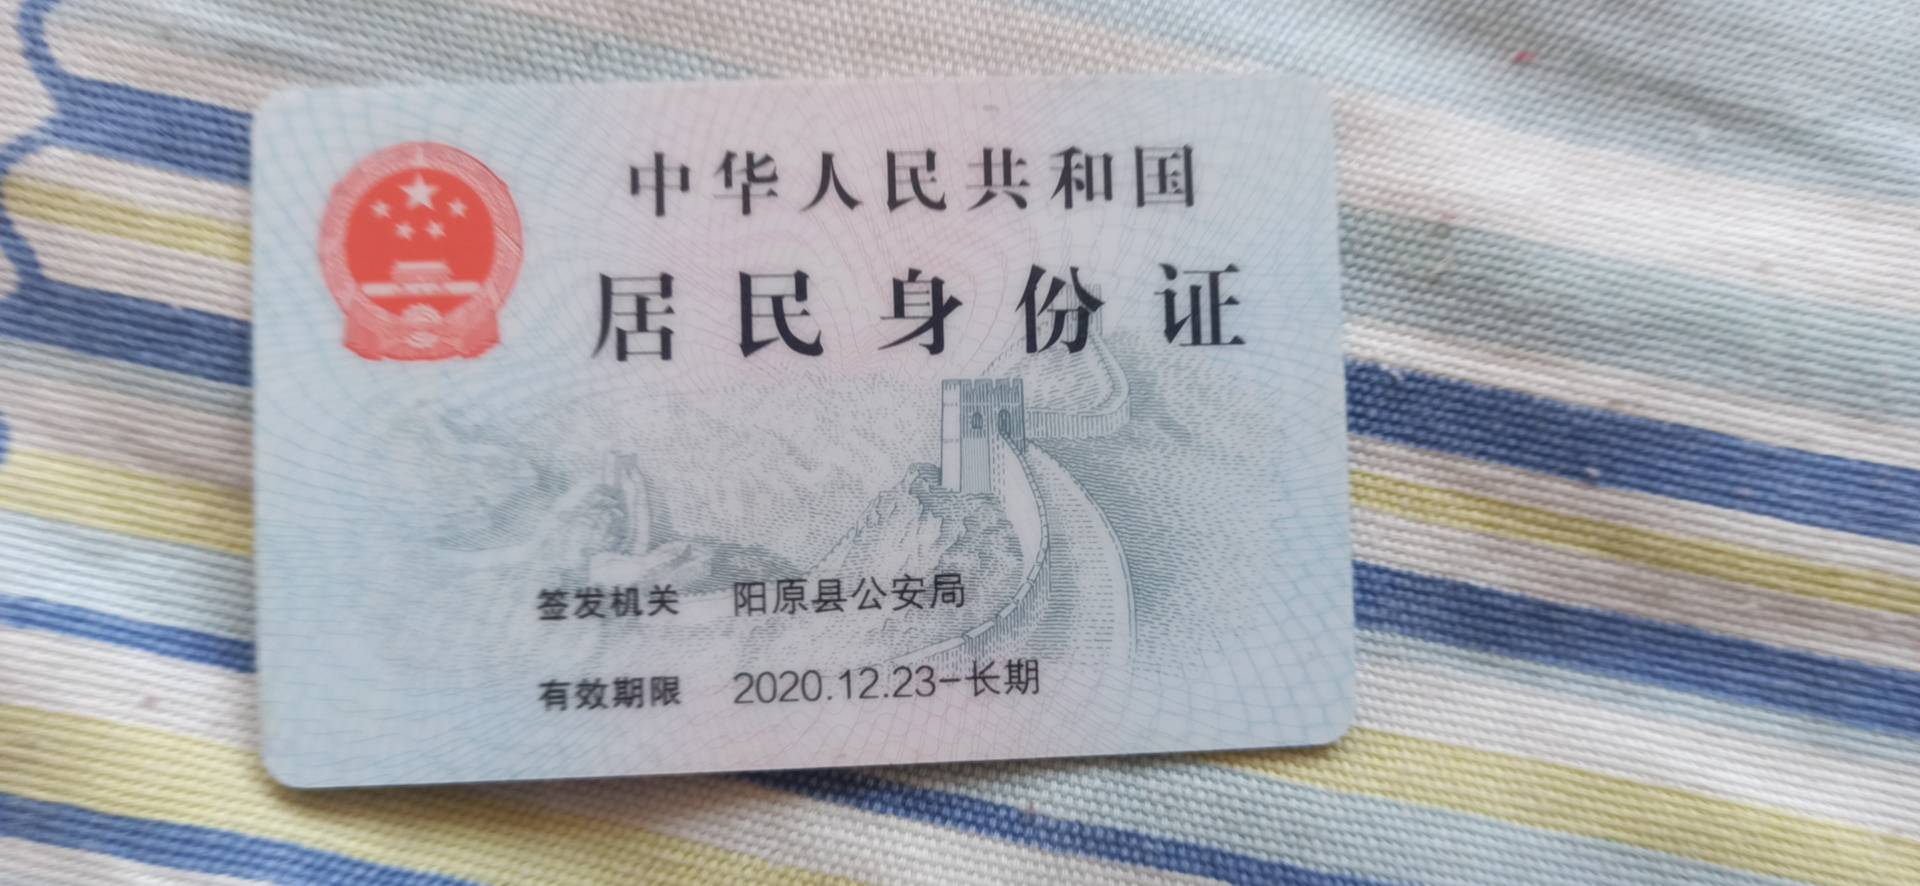 中华人民共和国
居民身份证
签发机关 阳原县公安局
有效期限 2020.12.23-长期